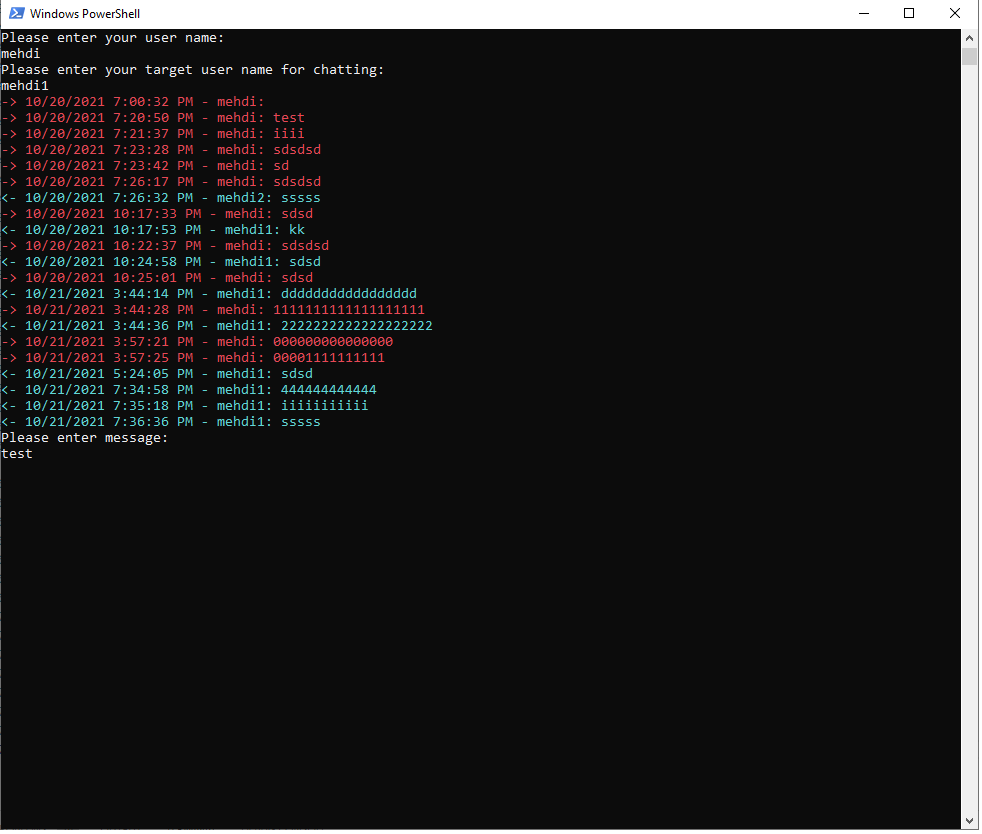 Windows PowerShell
Please enter your user name:
mehdi
Please enter your target user name for chatting:
mehdi1
-> 10/20/2021 7:00:32 PM - mehdi:
-> 10/20/2021 7:20:50 PM - mehdi: test
-> 10/20/2021 7:21:37 PM - mehdi: iiii
-> 10/20/2021 7:23:28 PM - mehdi: sdsdsd
-> 10/20/2021 7:23:42 PM - mehdi: sd
-> 10/20/2021 7:26:17 PM - mehdi: sdsdsd
<- 10/20/2021 7:26:32 PM - mehdi2: sssss
-> 10/20/2021 10:17:33 PM - mehdi: sdsd
<- 10/20/2021 10:17:53 PM - mehdi1: kk
-> 10/20/2021 10:22:37 PM - mehdi: sdsdsd
<- 10/20/2021 10:24:58 PM - mehdi1: sdsd
-> 10/20/2021 10:25:01 PM - mehdi: sdsd
<- 10/21/2021 3:44:14 PM - mehdi1: ddddddddddddddddd
-> 10/21/2021 3:44:28 PM - mehdi: 1111111111111111111
<- 10/21/2021 3:44:36 PM - mehdi1: 2222222222222222222
-> 10/21/2021 3:57:21 PM - mehdi: 000000000000000
-> 10/21/2021 3:57:25 PM - mehdi: 00001111111111
<- 10/21/2021 5:24:05 PM - mehdi1: sdsd
<- 10/21/2021 7:34:58 PM - mehdi1: 444444444444
<- 10/21/2021 7:35:18 PM - mehdi1: iiiiiiiiiii
<- 10/21/2021 7:36:36 PM - mehdi1: sssss
Please enter message:
test